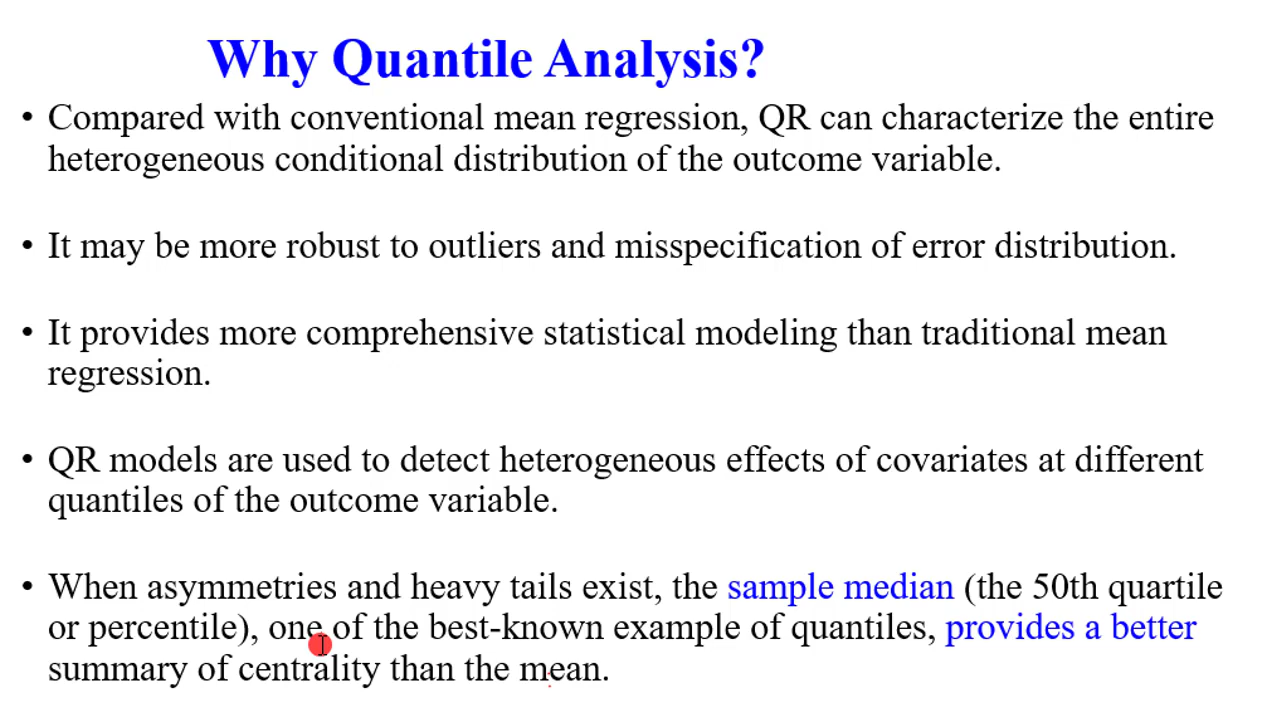 Why Quantile Analysis?
• Compared with conventional mean regression, QR can characterize the entire
heterogeneous conditional distribution of the outcome variable.
• It may be more robust to outliers and misspecification of error distribution.
• It provides more comprehensive statistical modeling than traditional mean
regression.
• QR models are used to detect heterogeneous effects of covariates at different
quantiles of the outcome variable.
• When asymmetries and heavy tails exist, the sample median (the 50th quartile
or percentile), one of the best-known example of quantiles, provides a better
summary of centrality than the mean.